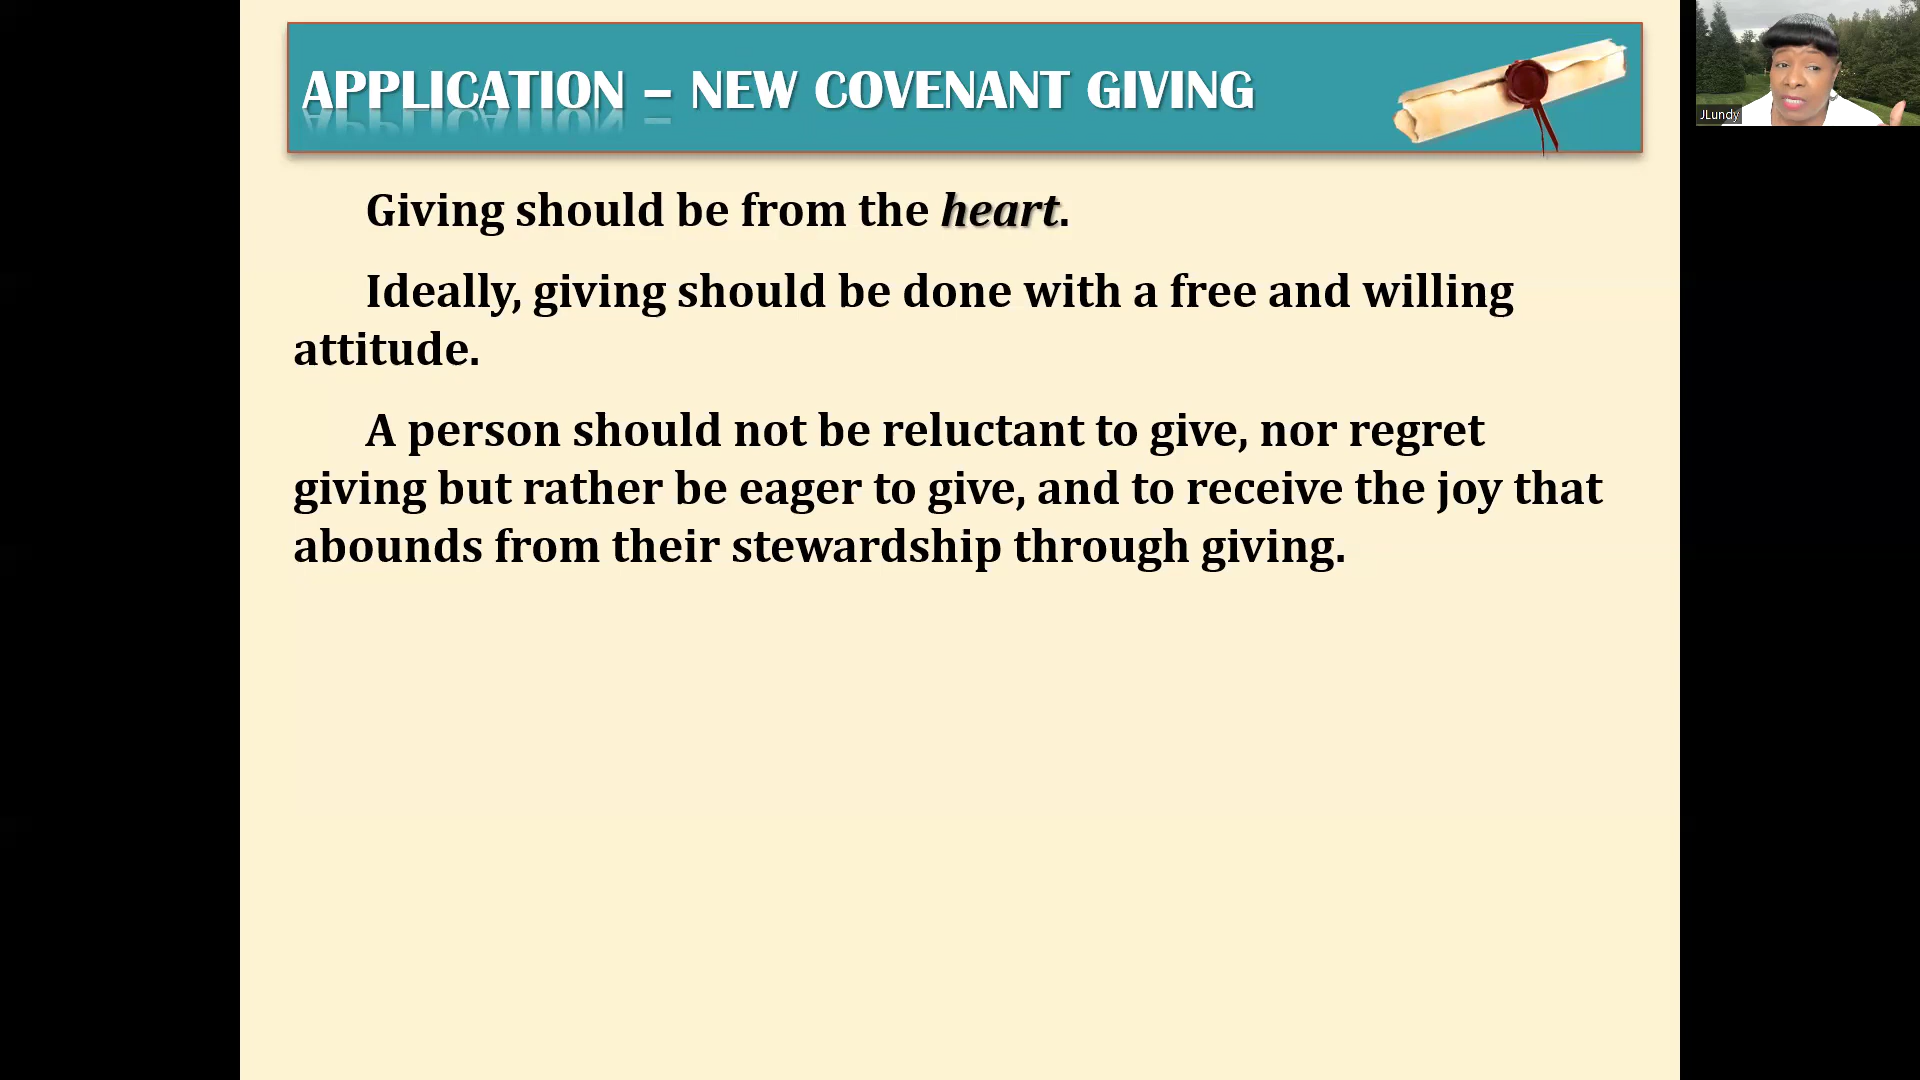 APPLICATION – NEW COVENANT GIVING
JLundy
Giving should be from the heart.
Ideally, giving should be done with a free and willing
attitude.
A person should not be reluctant to give, nor regret
giving but rather be eager to give, and to receive the joy that
abounds from their stewardship through giving.